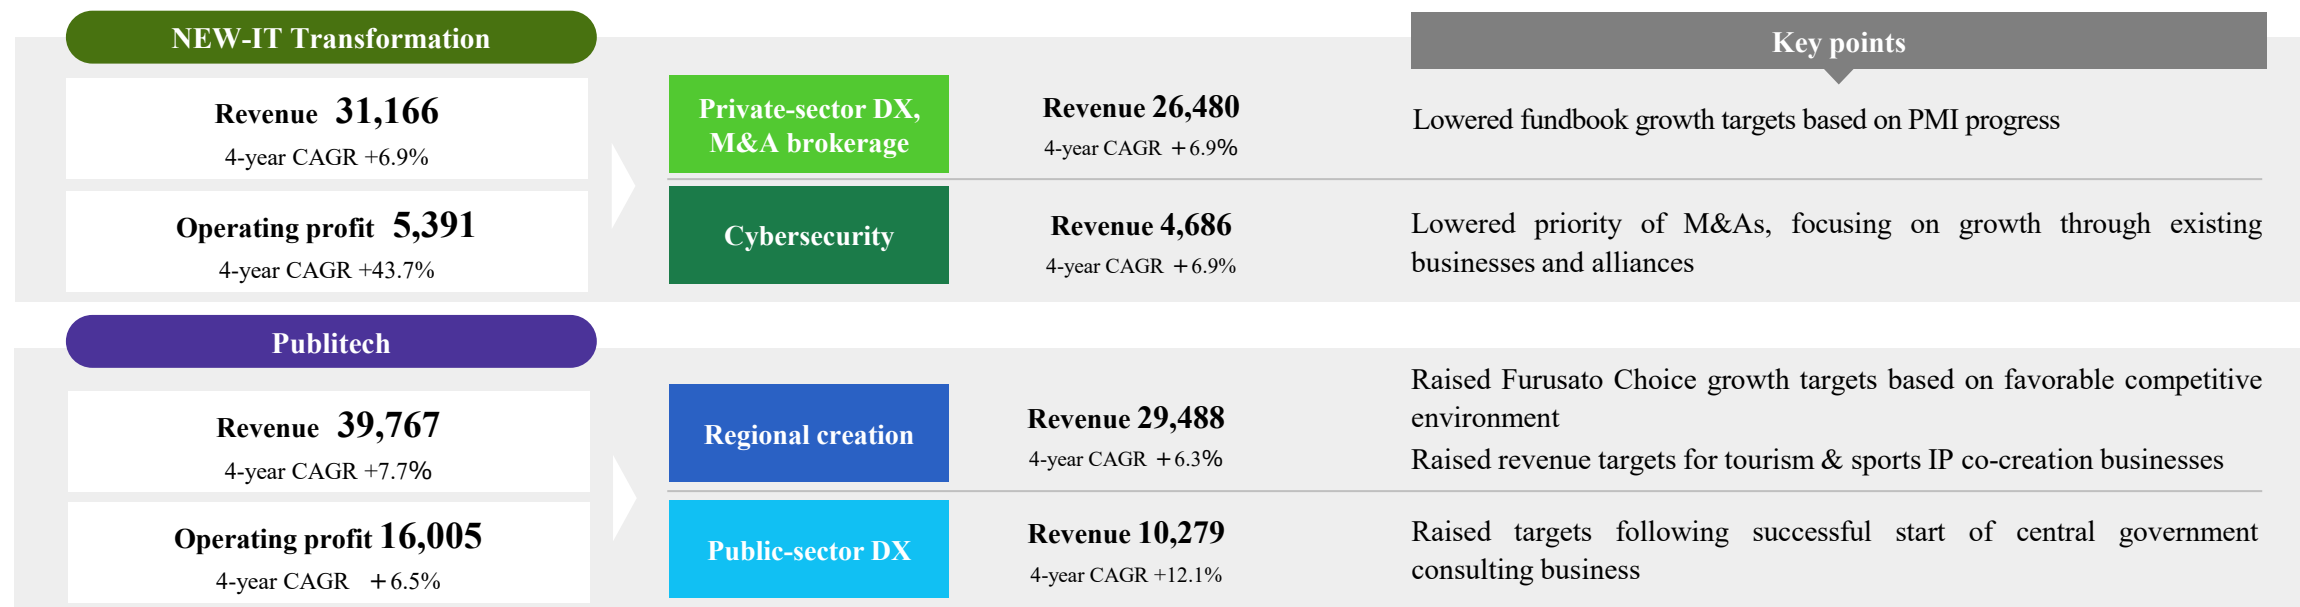 NEW-IT Transformation
Key points
Revenue 31,166
4-year CAGR +6.9%
Operating profit 5,391
4-year CAGR +43.7%
Private-sector DX,
M&A brokerage
Revenue 26,480
4-year CAGR +6.9%
Lowered fundbook growth targets based on PMI progress
Cybersecurity
Revenue 4,686
4-year CAGR +6.9%
Lowered priority of M&As, focusing on growth through existing
businesses and alliances
Publitech
Revenue 39,767
4-year CAGR +7.7%
Operating profit 16,005
4-year CAGR +6.5%
Regional creation
Revenue 29,488
4-year CAGR +6.3%
Raised Furusato Choice growth targets based on favorable competitive
environment
Raised revenue targets for tourism & sports IP co-creation businesses
Public-sector DX
Revenue 10,279
4-year CAGR +12.1%
Raised targets following successful start of central government
consulting business